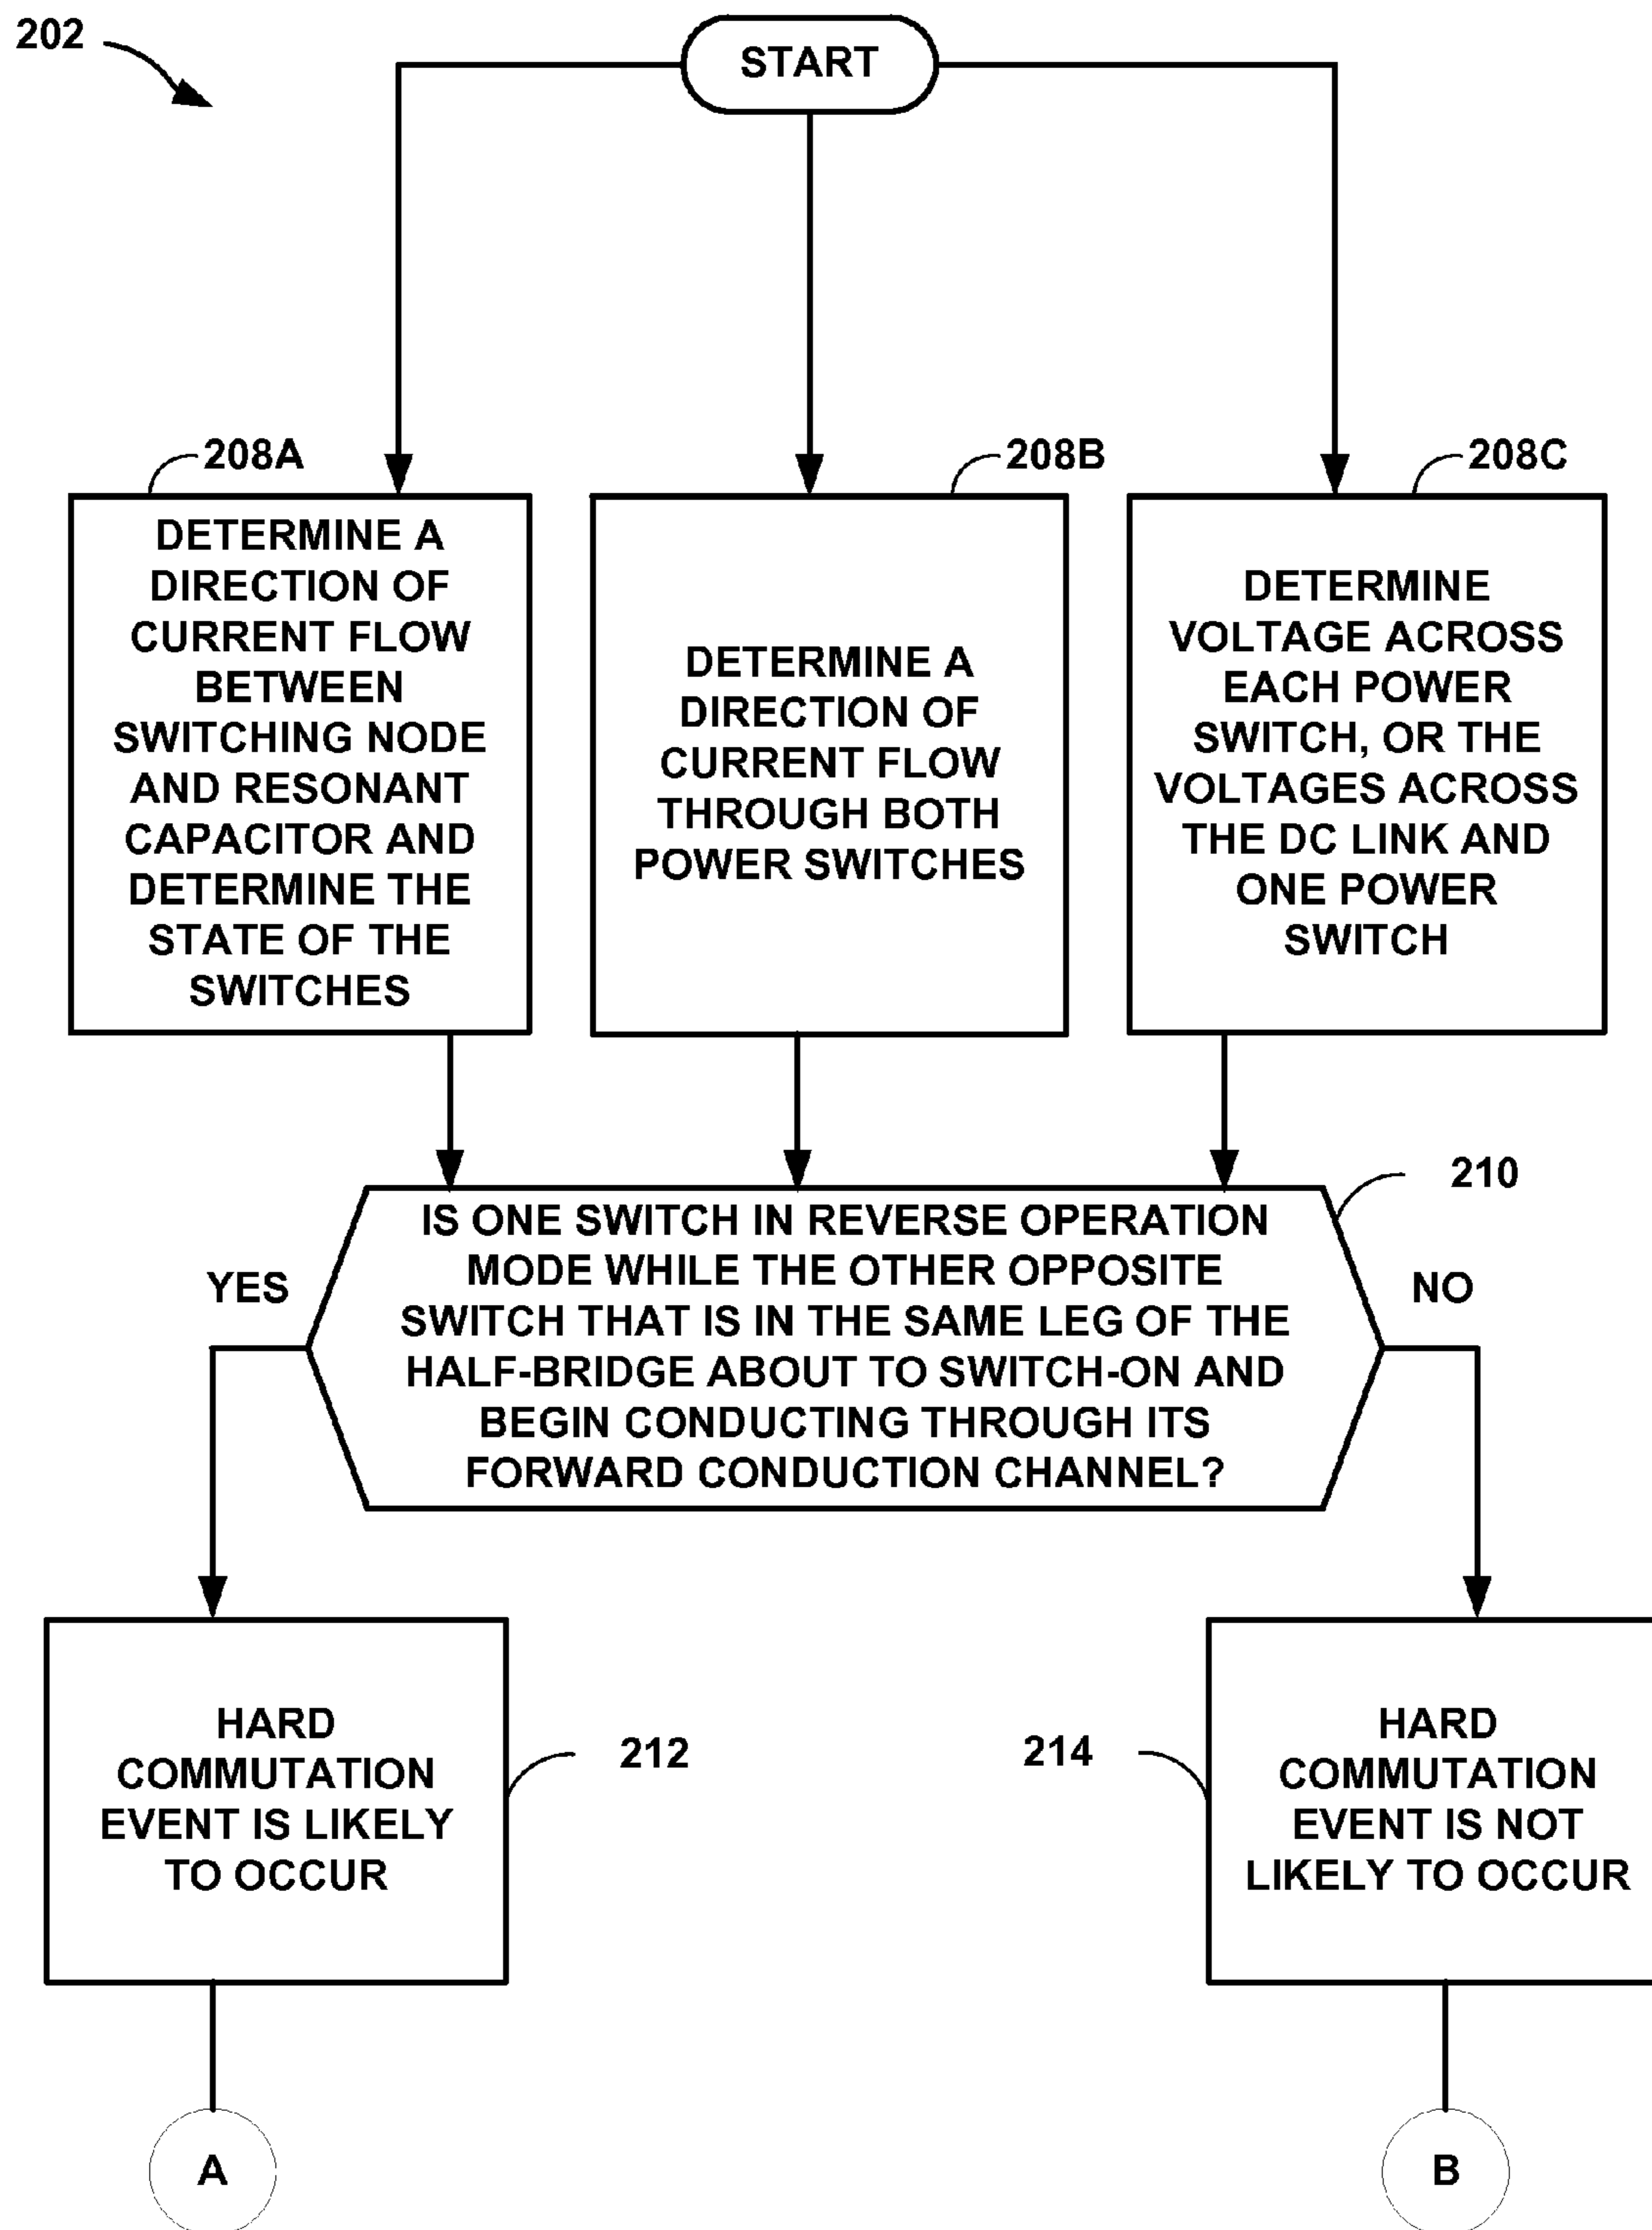 202
START
208A
DETERMINE A
DIRECTION OF
CURRENT FLOW
BETWEEN
SWITCHING NODE
AND RESONANT
CAPACITOR AND
DETERMINE THE
STATE OF THE
SWITCHES
208B
DETERMINE A
DIRECTION OF
CURRENT FLOW
THROUGH BOTH
POWER SWITCHES
208C
DETERMINE
VOLTAGE ACROSS
EACH POWER
SWITCH, OR THE
VOLTAGES ACROSS
THE DC LINK AND
ONE POWER
SWITCH
210
IS ONE SWITCH IN REVERSE OPERATION
MODE WHILE THE OTHER OPPOSITE
SWITCH THAT IS IN THE SAME LEG OF THE
HALF-BRIDGE ABOUT TO SWITCH-ON AND
BEGIN CONDUCTING THROUGH ITS
FORWARD CONDUCTION CHANNEL?
YES
NO
HARD
COMMUTATION
EVENT IS LIKELY
TO OCCUR
212
214
HARD
COMMUTATION
EVENT IS NOT
LIKELY TO OCCUR
A
B